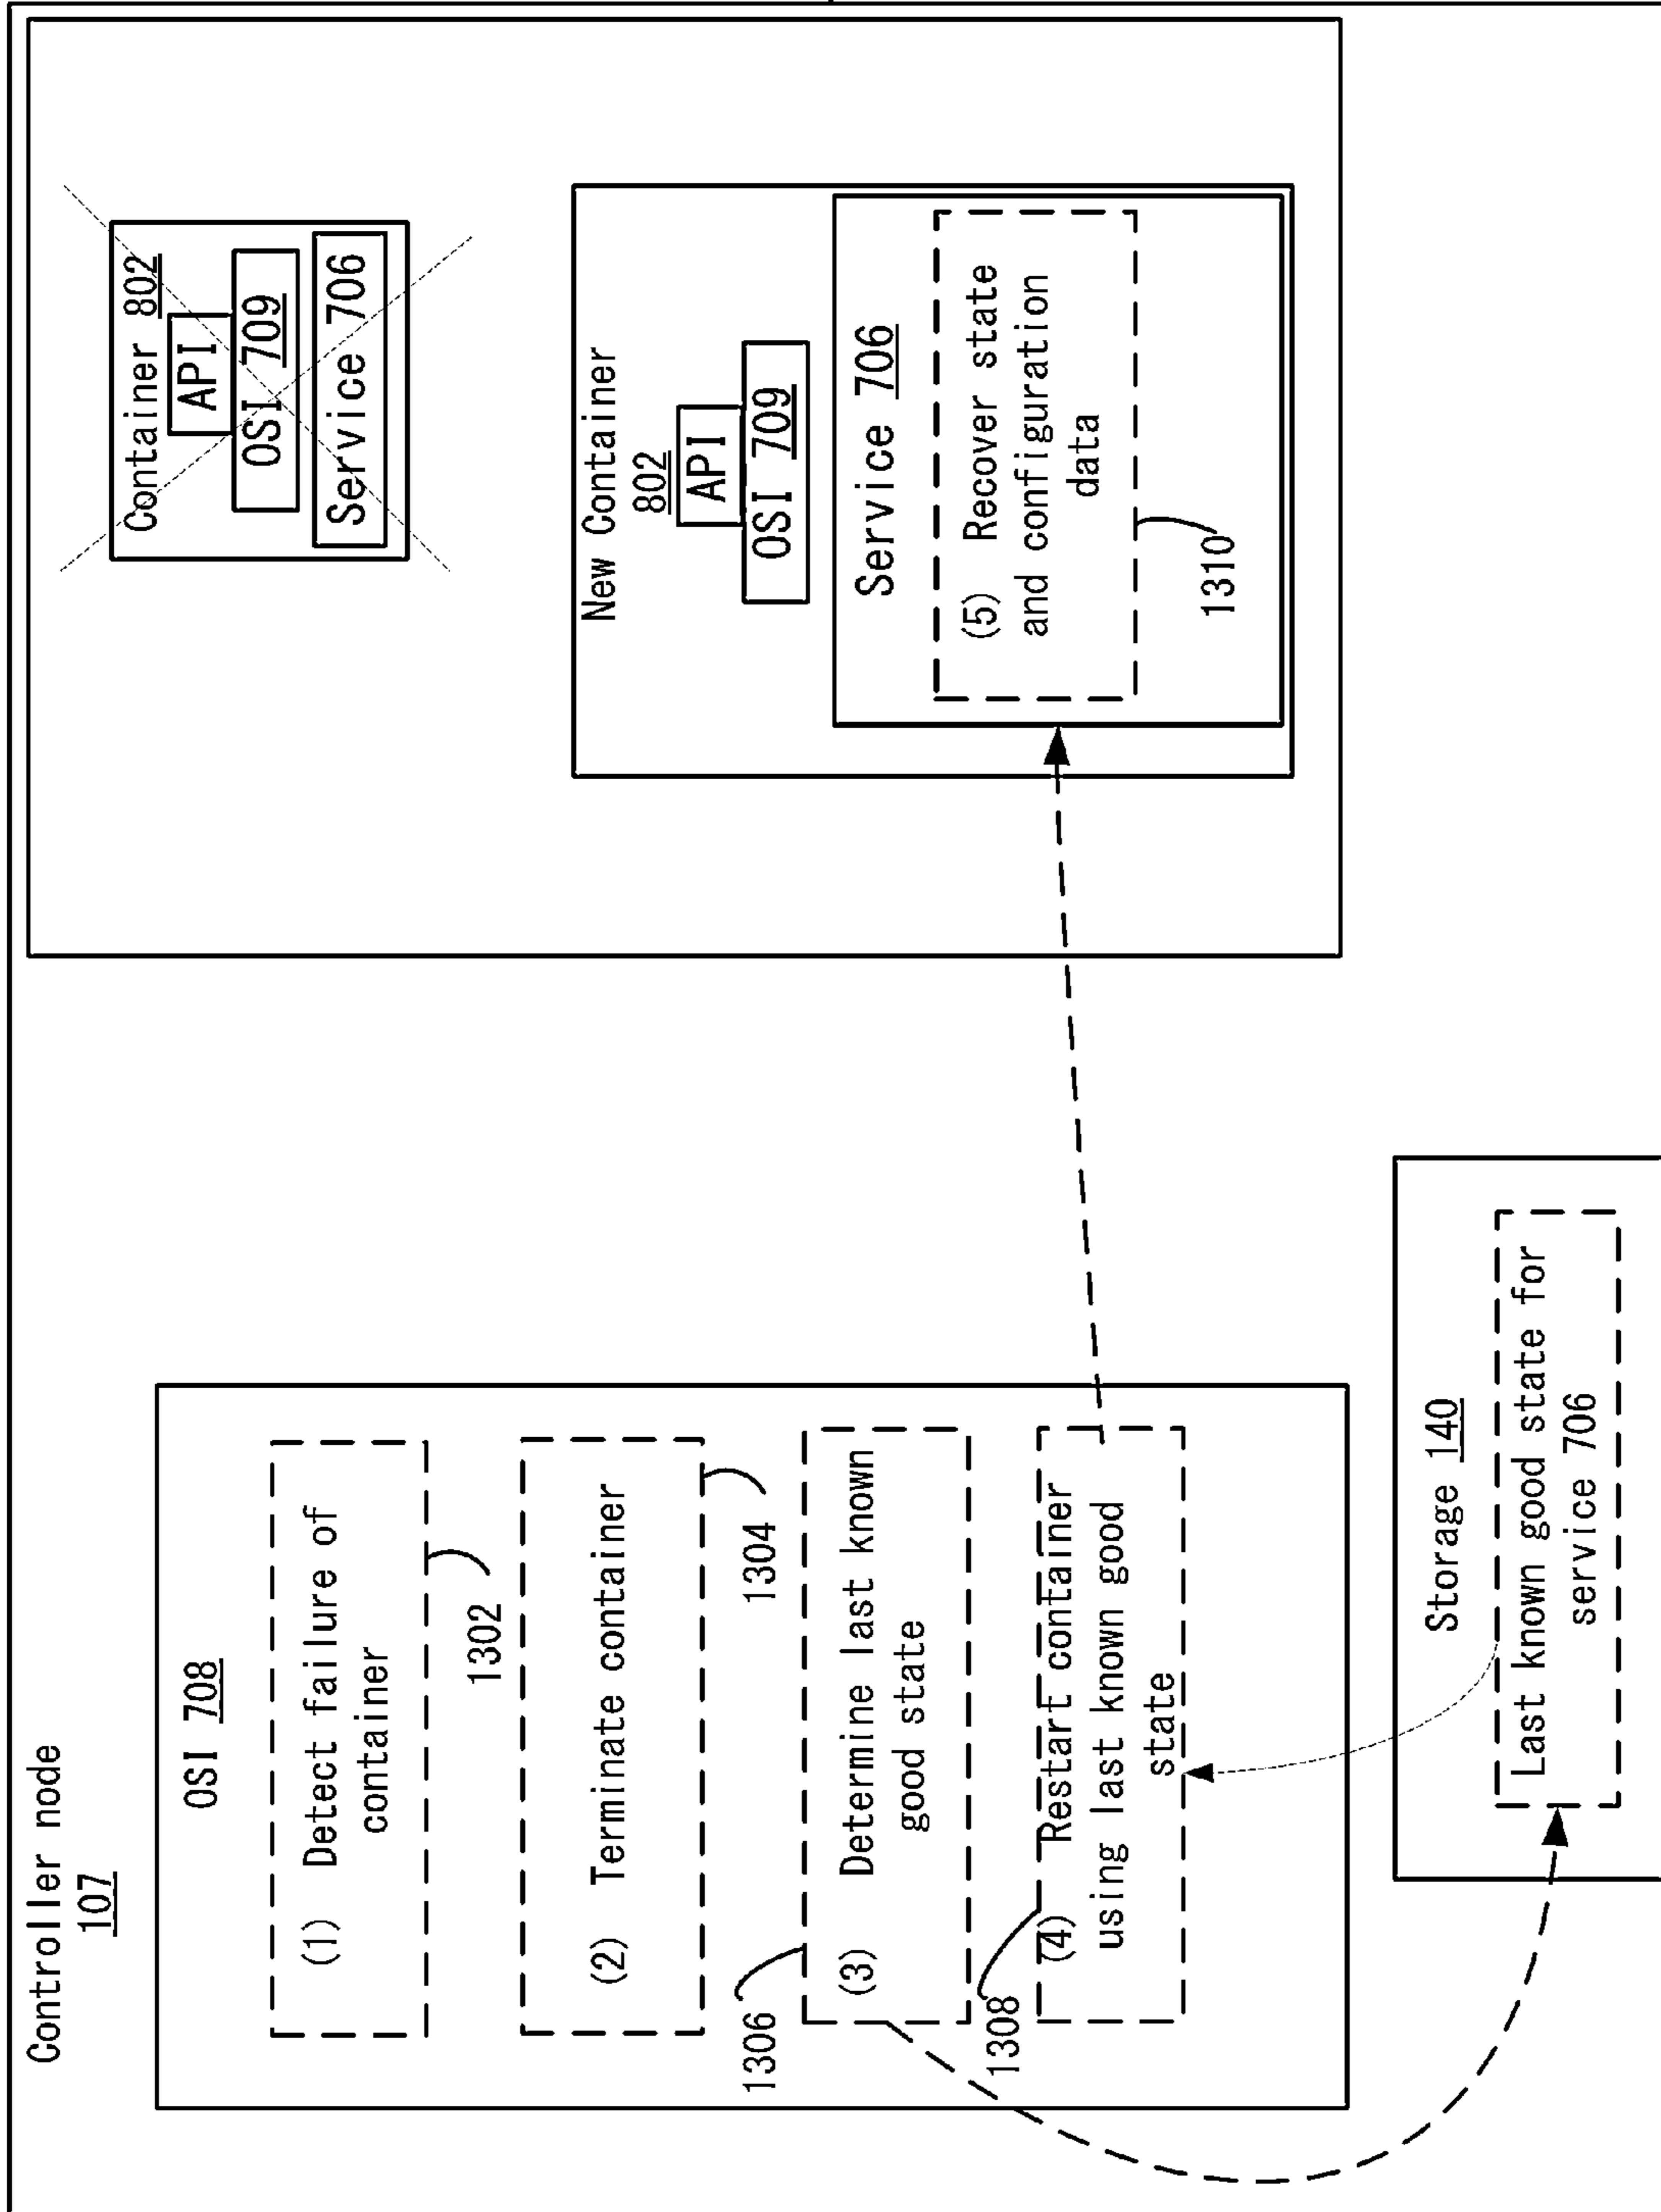 Controller node
107
OSI 708
(1) Detect failure of
container
1302
(2) Terminate container
1304
1306
(3) Determine last known
good state
1308
(4) Restart container
using last known good
state
Storage 140
Last known good state for
service 706
Container 802
API
OSI 709
Service 706
New Container
802
API
OSI 709
Service 706
(5) Recover state
and configuration
data
1310